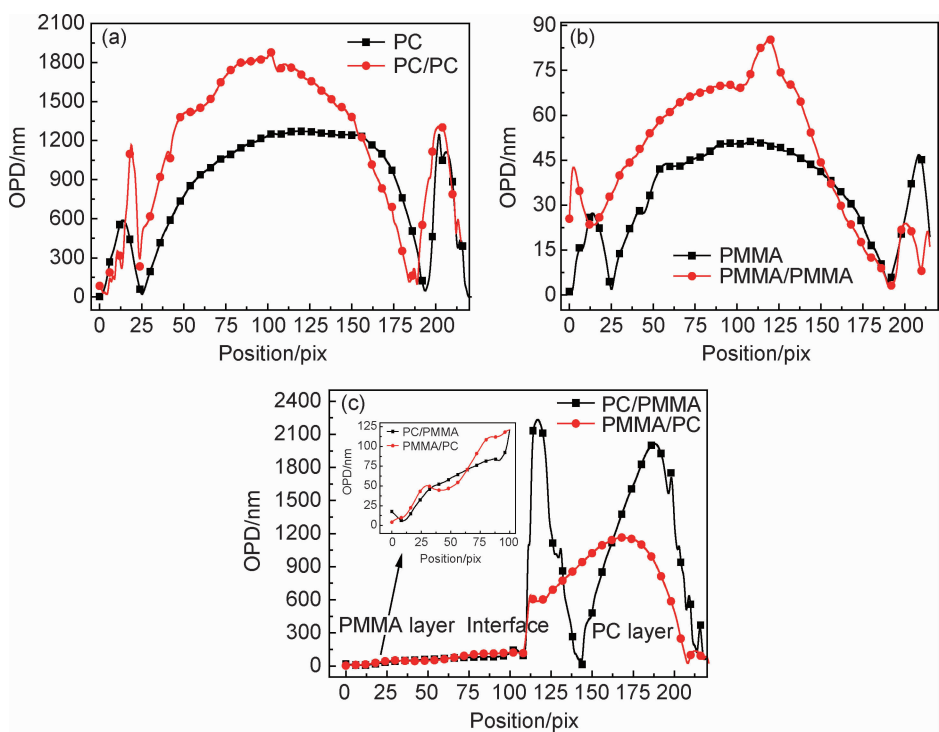 (a)
PC
PC/PC
OPD/nm
2100
1800
1500
1200
900
600
300
0
0 25 50 75 100 125 150 175 200
Position/pix
(b)
PMMA
PMMA/PMMA
OPD/nm
90
75
60
45
30
15
0
0 25 50 75 100 125 150 175 200
Position/pix
(c)
PC/PMMA
PMMA/PC
OPD/nm
2400
2100
1800
1500
1200
900
600
300
0
PC/PMMA
PMMA/PC
OPD/nm
125
100
75
50
25
0
0 25 50 75 100
Position/pix
PMMA layer Interface PC layer
0 25 50 75 100 125 150 175 200
Position/pix